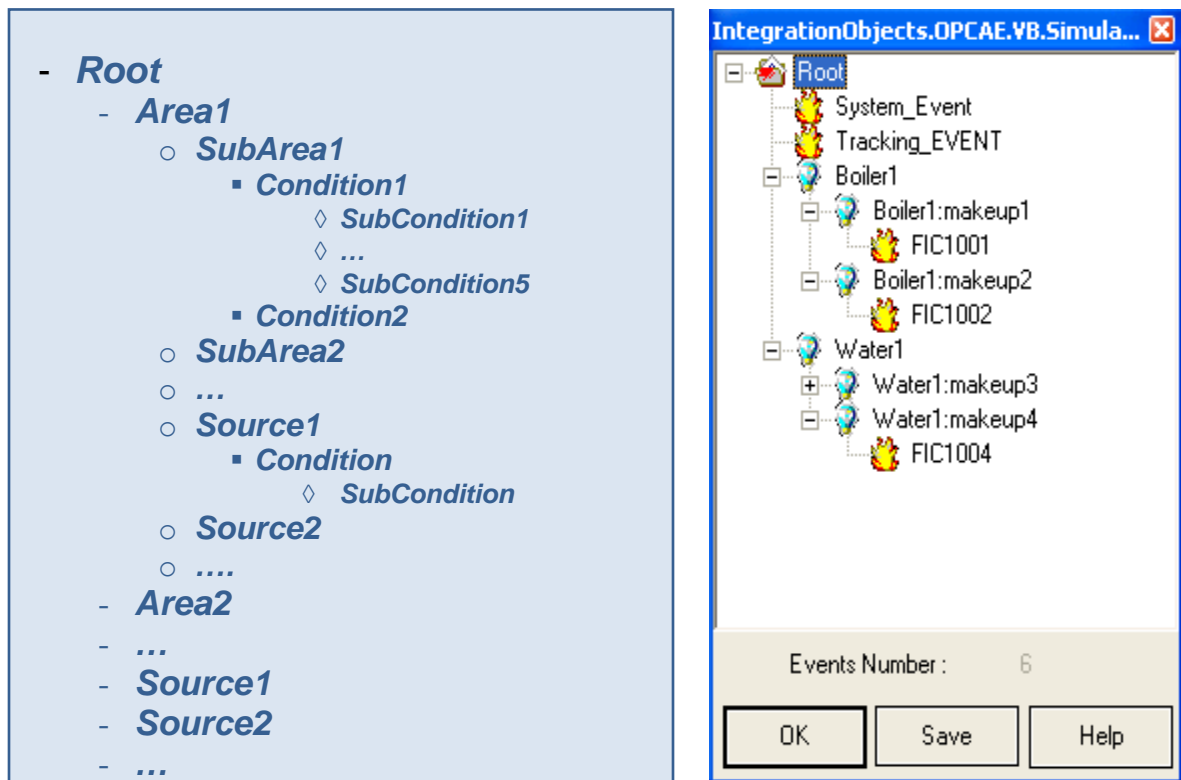 - Root
- Area1
o SubArea1
▪ Condition1
◊ SubCondition1
◊ …
◊ SubCondition5
▪ Condition2
o SubArea2
o …
o Source1
▪ Condition
◊ SubCondition
o Source2
o ….
- Area2
- …
- Source1
- Source2
- …
IntegrationObjects.OPCAE.VB.Simula...
Root
System_Event
Tracking_EVENT
Boiler1
Boiler1:makeup1
FIC1001
Boiler1:makeup2
FIC1002
Water1
Water1:makeup3
Water1:makeup4
FIC1004
Events Number : 6
OK Save Help